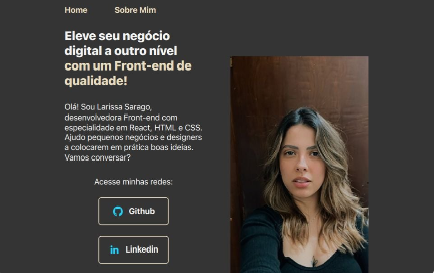 Home Sobre Mim
Eleve seu negócio
digital a outro nível
com um Front-end de
qualidade!
Olá! Sou Larissa Sarago,
desenvolvedora Front-end com
especialidade em React, HTML e CSS.
Ajudo pequenos negócios e designers
a colocarem em prática boas ideias.
Vamos conversar?
Acesse minhas redes:
Github
Linkedin